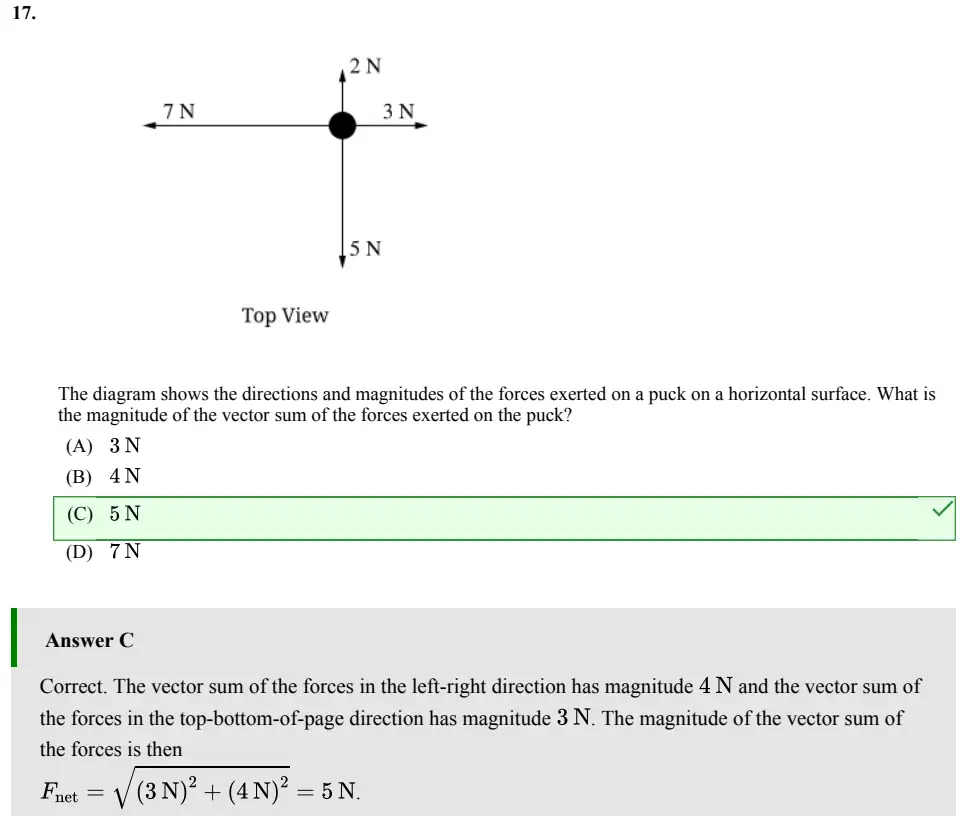 17.
2 N
7 N
3 N
5 N
Top View
The diagram shows the directions and magnitudes of the forces exerted on a puck on a horizontal surface. What is
the magnitude of the vector sum of the forces exerted on the puck?
(A) 3 N
(B) 4 N
(C) 5 N
(D) 7 N
Answer C
Correct. The vector sum of the forces in the left-right direction has magnitude 4 N and the vector sum of
the forces in the top-bottom-of-page direction has magnitude 3 N. The magnitude of the vector sum of
the forces is then
F_net = √((3 N)² + (4 N)²) = 5 N.